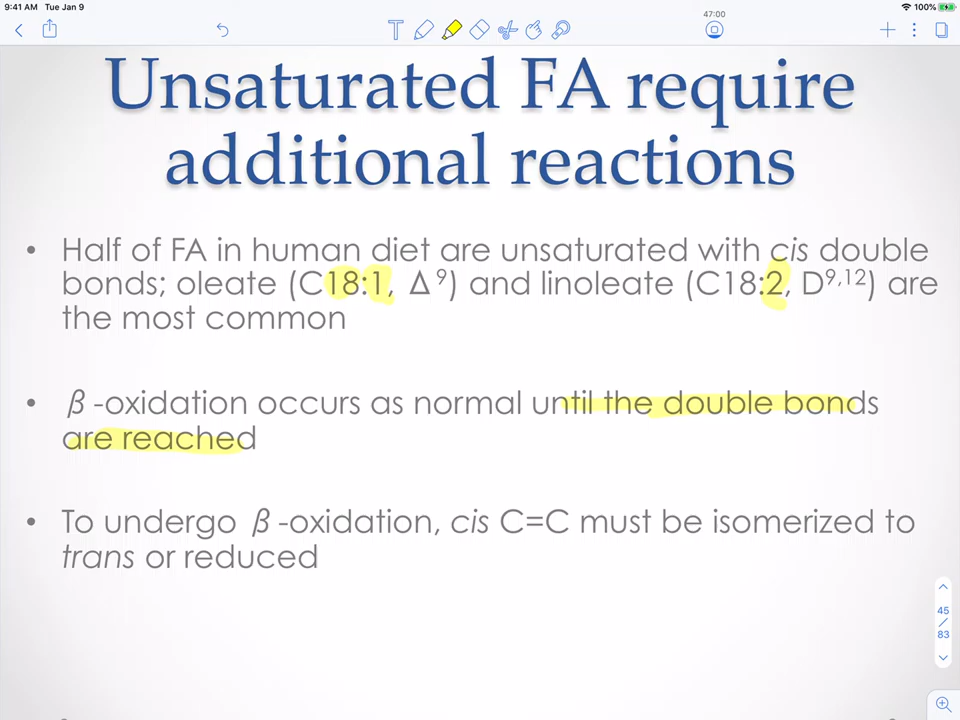 9:41 AM Tue Jan 9
100%
47:00
T
Unsaturated FA require
additional reactions
• Half of FA in human diet are unsaturated with cis double
bonds; oleate (C18:1, Δ⁹) and linoleate (C18:2, D⁹,¹²) are
the most common
• β-oxidation occurs as normal until the double bonds
are reached
• To undergo β-oxidation, cis C=C must be isomerized to
trans or reduced
45
/
83